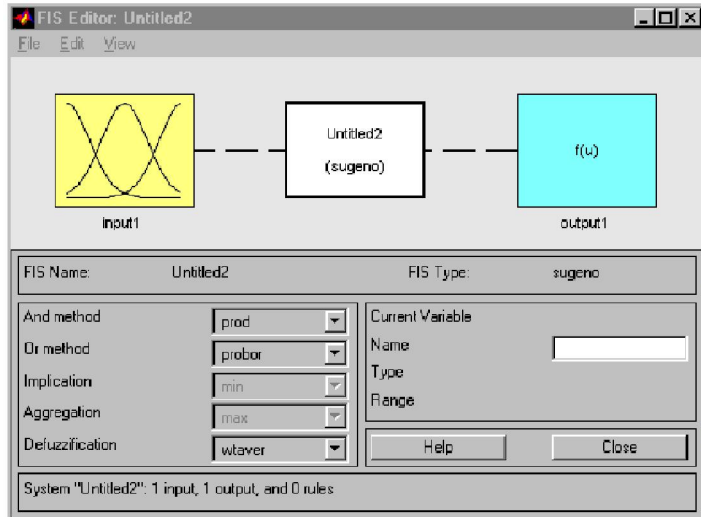 FIS Editor: Untitled2
File Edit View
Untitled2
(sugeno)
f(u)
input1
output1
FIS Name: Untitled2 FIS Type: sugeno
And method prod
Or method probor
Implication min
Aggregation max
Defuzzification wtaver
Current Variable
Name
Type
Range
Help Close
System "Untitled2": 1 input, 1 output, and 0 rules